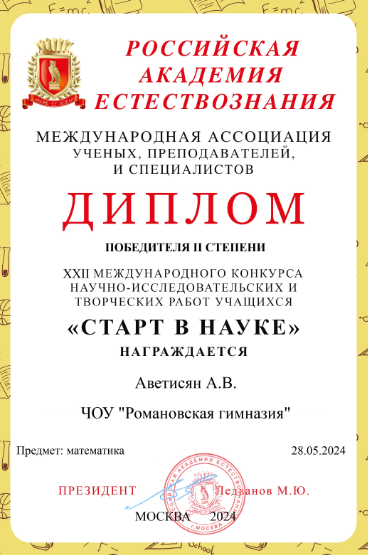 РОССИЙСКАЯ
АКАДЕМИЯ
ЕСТЕСТВОЗНАНИЯ
МЕЖДУНАРОДНАЯ АССОЦИАЦИЯ
УЧЕНЫХ, ПРЕПОДАВАТЕЛЕЙ,
И СПЕЦИАЛИСТОВ
ДИПЛОМ
ПОБЕДИТЕЛЯ II СТЕПЕНИ
XXII МЕЖДУНАРОДНОГО КОНКУРСА
НАУЧНО-ИССЛЕДОВАТЕЛЬСКИХ И
ТВОРЧЕСКИХ РАБОТ УЧАЩИХСЯ
«СТАРТ В НАУКЕ»
НАГРАЖДАЕТСЯ
Аветисян А.В.
ЧОУ "Романовская гимназия"
Предмет: математика 28.05.2024
ПРЕЗИДЕНТ Ледванов М.Ю.
МОСКВА 2024